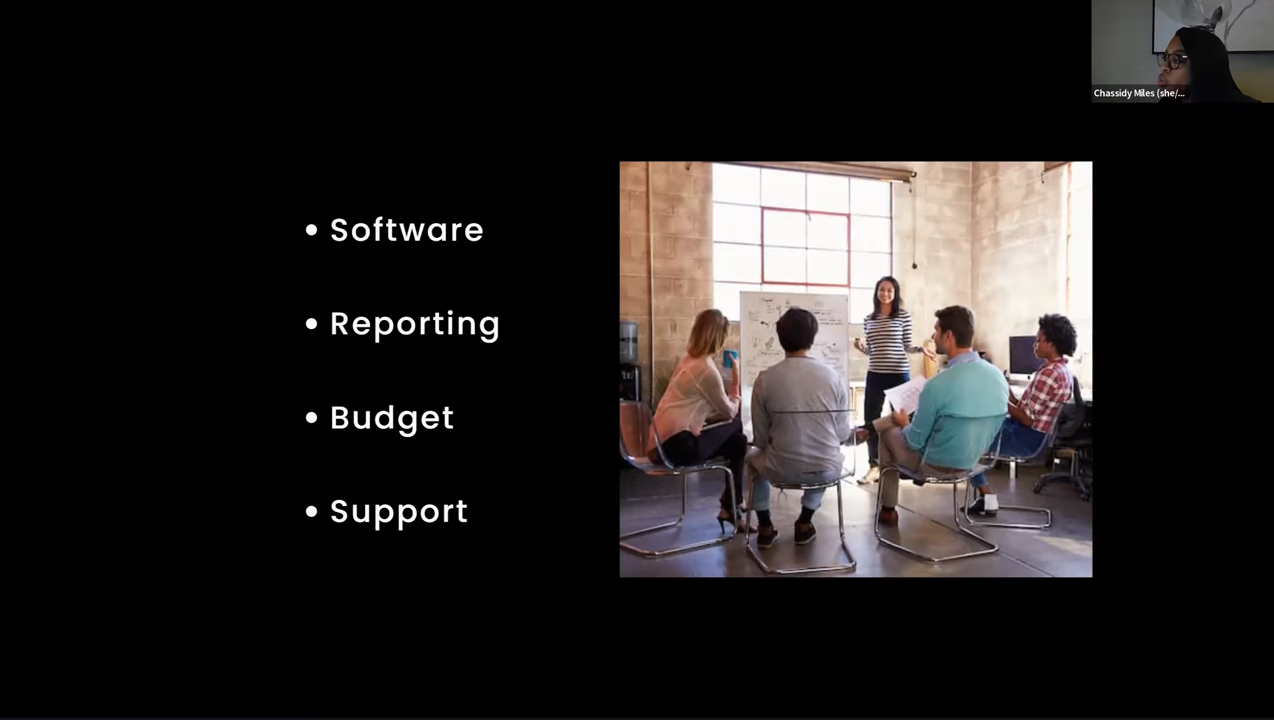 Chassidy Miles (she/...
• Software
• Reporting
• Budget
• Support